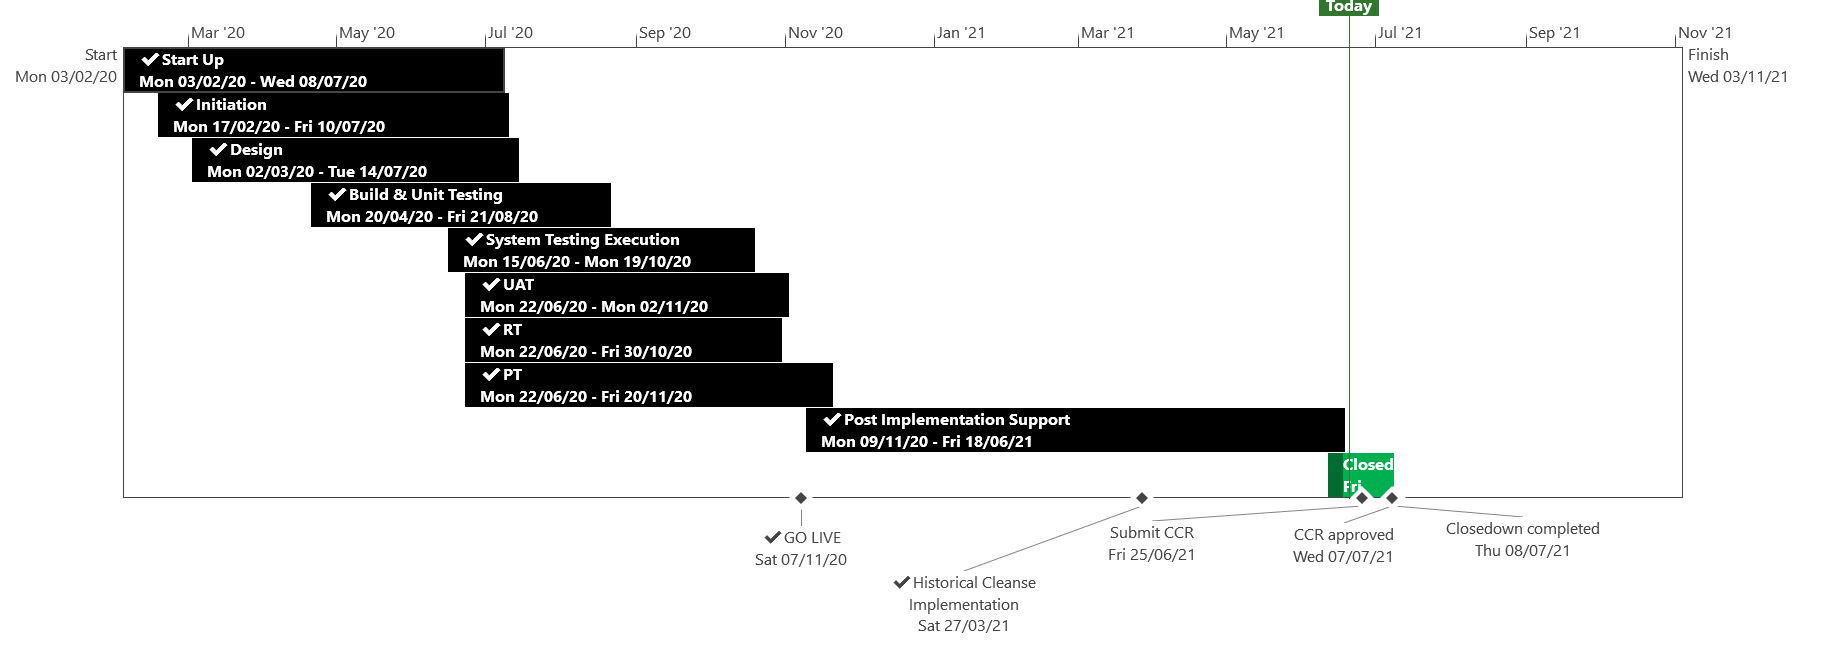 Today
Mar '20
May '20
Jul '20
Sep '20
Nov '20
Jan '21
Mar '21
May '21
Jul '21
Sep '21
Nov '21
Start
Mon 03/02/20
Finish
Wed 03/11/21
Start Up
Mon 03/02/20 - Wed 08/07/20
Initiation
Mon 17/02/20 - Fri 10/07/20
Design
Mon 02/03/20 - Tue 14/07/20
Build & Unit Testing
Mon 20/04/20 - Fri 21/08/20
System Testing Execution
Mon 15/06/20 - Mon 19/10/20
UAT
Mon 22/06/20 - Mon 02/11/20
RT
Mon 22/06/20 - Fri 30/10/20
PT
Mon 22/06/20 - Fri 20/11/20
Post Implementation Support
Mon 09/11/20 - Fri 18/06/21
Closed
Fri
GO LIVE
Sat 07/11/20
Historical Cleanse
Implementation
Sat 27/03/21
Submit CCR
Fri 25/06/21
CCR approved
Wed 07/07/21
Closedown completed
Thu 08/07/21